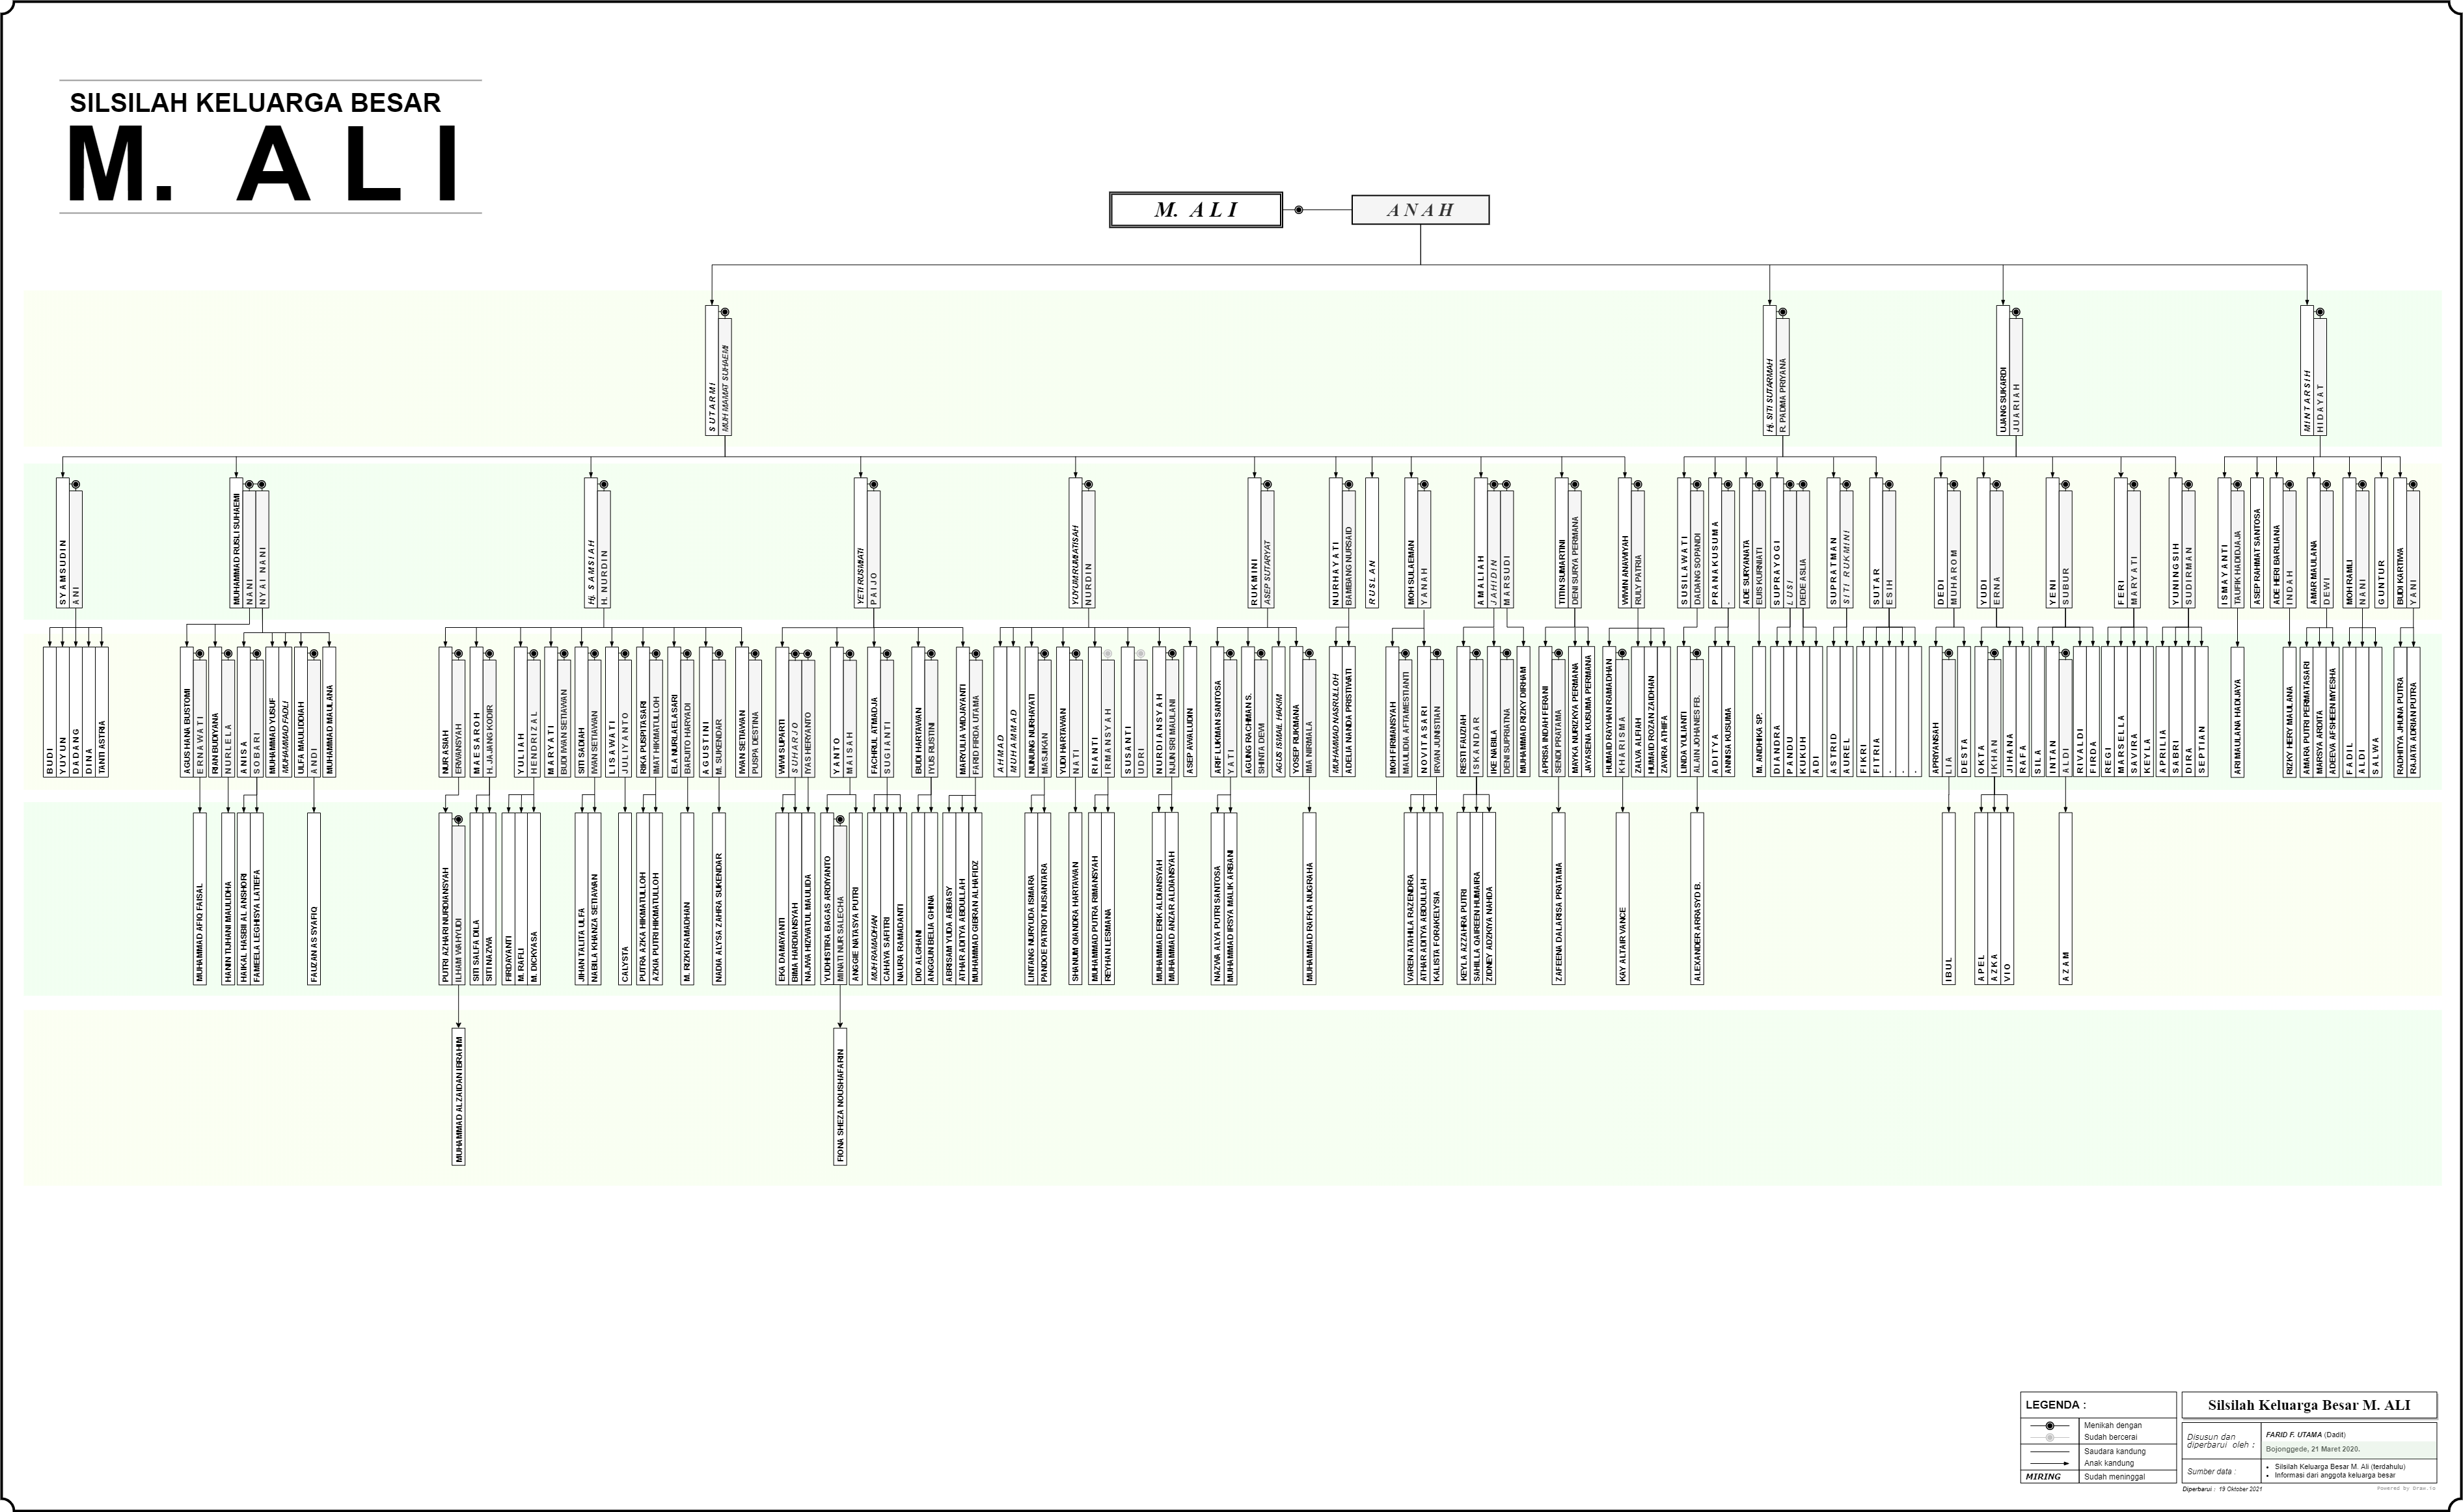 SILSILAH KELUARGA BESAR
M. ALI
M. ALI
ANAH
SUTARMI
MUH MAMAT SUHAEMI
Hj. SITI SUTARMAH
R. PADMA PRIYANA
UJANG SUKARDI
JUARIAH
MINTARSIH
HIDAYAT
SYAMSUDIN
ANI
MUHAMMAD RUSLI SUHAEMI
NANI
NYAI NANI
Hj. SAMSIAH
H. NURDIN
YETI RUSMIATI
PAIJO
YUYUM RUMIATISAH
NURDIN
RUKMINI
ASEP SUTARYAT
NURHAYATI
BAMBANG NURSAID
RUSLAN
MOH SULAEMAN
YANAH
AMALIAH
JAHIDIN
MARSUDI
TITIN SUMARTINI
DENI SURYA PERMANA
WIWIN ANAWIYAH
RULY PATRIA
SUSILAWATI
DADANG SOPANDI
PRANAKUSUMA
-
ADE SURYANATA
EUIS KURNIATI
SUPRAYOGI
LUSI
DEDE ASLIA
SUPRATMAN
SITI RUKMINI
SUTAR
ESIH
DEDI
MUHAROM
YUDI
ERNA
YENI
SUBUR
FERI
MARYATI
YUNINGSIH
SUDIRMAN
ISMAYANTI
TAUFIK HADIDJAJA
ASEP RAHMAT SANTOSA
ADE HERI BARLIANA
INDAH
AMAR MAULANA
DEWI
MOH RAMLI
NANI
GUNTUR
BUDI KARTIWA
YANI
BUDI
YUYUN
DADANG
DINA
TANTI ASTRIA
AGUS HANA BUSTOMI
ERNAWATI
RIAN BUDIYANA
NURLELA
ANISA
SOBARI
MUHAMMAD YUSUF
MUHAMMAD FADLI
ULFA MAULIDDIAH
ANDI
MUHAMMAD MAULANA
NUR ASIAH
ERWANSYAH
MAESAROH
H. JAJANG KODIR
YULIAH
HENDRIZAL
MARYATI
BUDI IWAN SETIAWAN
SITI SADIAH
IWAN SETIAWAN
LISAWATI
JULIYANTO
RIKA PUSPITASARI
IMAT HIKMATULLOH
ELA NURLAELASARI
BARJITO HARYADI
AGUSTINI
M. SUKENDAR
IWAN SETIAWAN
PUSPA DESTINA
WIWI SUPARTI
SUHARJO
IYAS HERYANTO
YANTO
MAISAH
FACHRUL ATMADJA
SUGIANTI
BUDI HARTAWAN
IYUS RUSTINI
MARYULIA WIDJAYANTI
FARID FIRDA UTAMA
AHMAD
MUHAMMAD
NUNUNG NURHAYATI
MASJIKAN
YUDI HARTAWAN
NATI
RIANTI
IRMANSYAH
SUSANTI
UDRI
NURDIANSYAH
NJUN SRI MAULANI
ASEP AWALUDIN
ARIF LUKMAN SANTOSA
YATI
AGUNG RACHMAN S.
SHINTA DEWI
AGUS ISMAIL HAKIM
YOSEP RUKMANA
IMA NIRMALA
MUHAMMAD NASRULLOH
ADELIA NANDA PRISTIWATI
MOH FIRMANSYAH
MAULIDIA AFTAMESTIANTI
NOVITASARI
IRVAN JUNISTIAN
RESTI FAUZIAH
ISKANDAR
IKE NABILA
DENI SUPRIATNA
MUHAMMAD RIZKY DIRHAM
APRISA INDAH FERANI
SENDI PRATAMA
MAYKA NURIZKYA PERMANA
JAYASENA KUSUMA PERMANA
HUMAID RAYHAN RAMADHAN
KHARISMA
ZALVA ALFIAH
HUMAID ROZAN ZAIDHAN
ZAVIRA ATHIFA
LINDA YULIANTI
ALAIN JOHANIES FB.
ADITYA
ANNISA KUSUMA
M. ANDHIKA SP.
DIANDRA
PANDU
KUKUH
ADI
ASTRID
AUREL
FIKRI
FITRIA
-
-
-
APRIYANSAH
LIA
DESTA
OKTA
IKHAN
JIHANA
RAFA
SILA
INTAN
ALDI
RIVALDI
FIRDA
REGI
MARSELLA
SAVIRA
KEYLA
APRILIA
SABRI
DIRA
SEPTIAN
ARI MAULANA HADIJAYA
RIZKY HERY MAULANA
AMARA PUTRI PERMATASARI
MARSYA ARDITA
ADEEVA AFSHEEN MYESHA
FADIL
ALDI
SALWA
RADHITYA JHUNA PUTRA
RAJATA ADRIAN PUTRA
MUHAMMAD AFIQ FAISAL
HANIN TIJHANI MAULIDHA
HAIKAL HASBII AL ANSHORI
FAMEELA LEGHISYA LATIEFA
FAUZAN AS SYAFIQ
PUTRI AZHARI NURDIANSYAH
ILHAM WAHYUDI
SITI SALFA DILA
SITI NAZWA
FIRDAYANTI
M. RAFLI
M. DICKYASA
JIHAN TALITA ULFA
NABILA KHANZA SETIAWAN
CALYSTA
PUTRA AZKA HIKMATULLOH
AZKIA PUTRI HIKMATULLOH
M. RIZKI RAMADHAN
NADIA ALYSA ZAHRA SUKENDAR
EKA DAMAYANTI
BIMA HARDIANSYAH
NAJWA HIZWATUL MAULIDA
YUDHISTIRA BAGAS ARDIYANTO
MINATI NUR SALECHA
ANGGIE NATASYA PUTRI
MUH RAMADHAN
CAHAYA SAFITRI
NAURA RAMADANTI
DIO ALGHANI
ANGGUN BELIA GHINA
ABRISAM YUDA ABBASY
ATHAR ADITYA ABDULLAH
MUHAMMAD GIBRAN ALHAFIDZ
LINTANG NURYUDA ISMARA
PANDOE PATRIOT NUSANTARA
SHANUM QIANDRA HARTAWAN
MUHAMMAD PUTRA RIMANSYAH
REYHAN LESMANA
MUHAMMAD ERIK ALDIANSYAH
MUHAMMAD ANZAR ALDIANSYAH
NAZWA ALYA PUTRI SANTOSA
MUHAMMAD IRSYA MALIK ARBANI
MUHAMMAD RAFKA NUGRAHA
VAREN ATAHILA RAZENDRA
ATHAR ADITYA ABDULLAH
KALISTA FORAKELYSIA
KEYLA AZZAHRA PUTRI
SAHILLA QAIREEN HUMAIRA
ZIDNEY ADZKIYA NAHDA
ZAFEENA DALARISA PRATAMA
KAY ALTAIR VANCE
ALEXANDER ARRASYD B.
IBUL
APEL
AZKA
VIO
AZAM
MUHAMMAD ALZAIDAN IBRAHIM
FIONA SHEZA NOUSHAFARIN
LEGENDA :
Menikah dengan
Sudah bercerai
Saudara kandung
Anak kandung
MIRING
Sudah meninggal
Silsilah Keluarga Besar M. ALI
Disusun dan
diperbarui oleh :
FARID F. UTAMA (Dadit)
Bojonggede, 21 Maret 2020.
Sumber data :
• Silsilah Keluarga Besar M. Ali (terdahulu)
• Informasi dari anggota keluarga besar
Diperbarui : 19 Oktober 2021
Powered by Draw.io